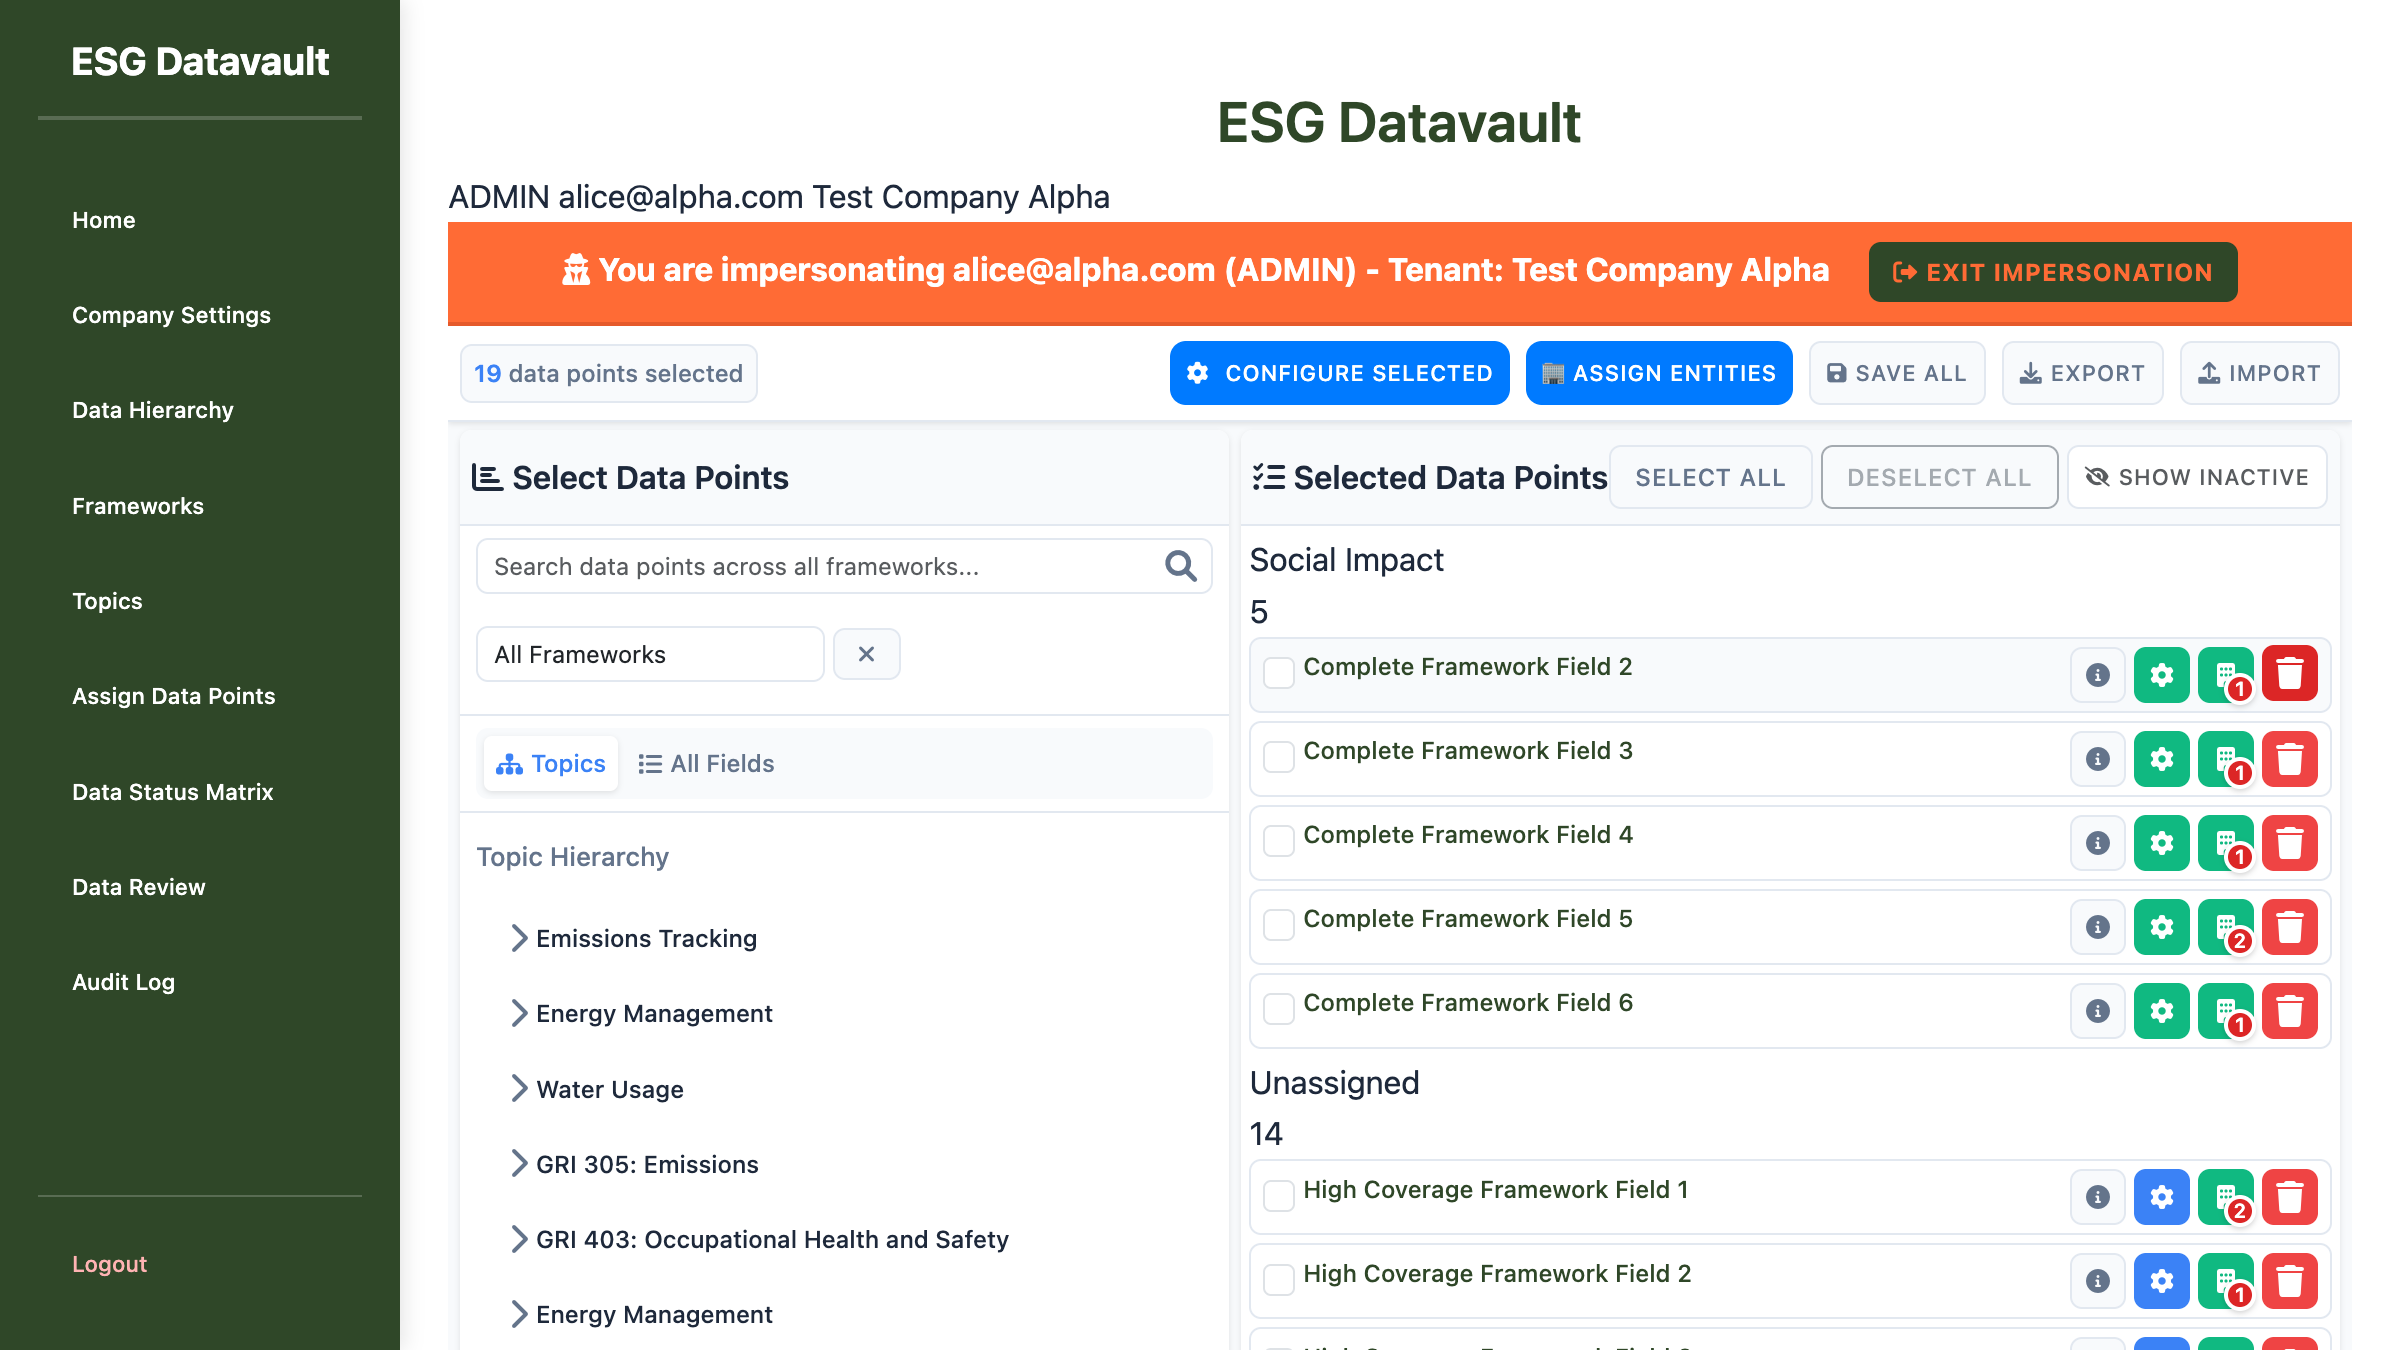 ESG Datavault
Home
Company Settings
Data Hierarchy
Frameworks
Topics
Assign Data Points
Data Status Matrix
Data Review
Audit Log
Logout
ESG Datavault
ADMIN alice@alpha.com Test Company Alpha
You are impersonating alice@alpha.com (ADMIN) - Tenant: Test Company Alpha
EXIT IMPERSONATION
19 data points selected
CONFIGURE SELECTED
ASSIGN ENTITIES
SAVE ALL
EXPORT
IMPORT
Select Data Points
Search data points across all frameworks...
All Frameworks
Topics
All Fields
Topic Hierarchy
Emissions Tracking
Energy Management
Water Usage
GRI 305: Emissions
GRI 403: Occupational Health and Safety
Energy Management
Selected Data Points
SELECT ALL
DESELECT ALL
SHOW INACTIVE
Social Impact
5
Complete Framework Field 2
1
Complete Framework Field 3
1
Complete Framework Field 4
1
Complete Framework Field 5
2
Complete Framework Field 6
1
Unassigned
14
High Coverage Framework Field 1
2
High Coverage Framework Field 2
1